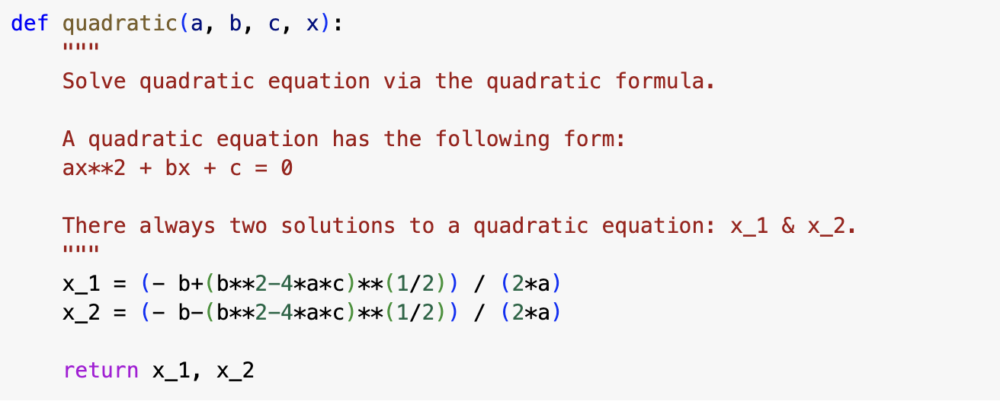 def quadratic(a, b, c, x):
    """
    Solve quadratic equation via the quadratic formula.

    A quadratic equation has the following form:
    ax**2 + bx + c = 0

    There always two solutions to a quadratic equation: x_1 & x_2.
    """
    x_1 = (- b+(b**2-4*a*c)**(1/2)) / (2*a)
    x_2 = (- b-(b**2-4*a*c)**(1/2)) / (2*a)

    return x_1, x_2